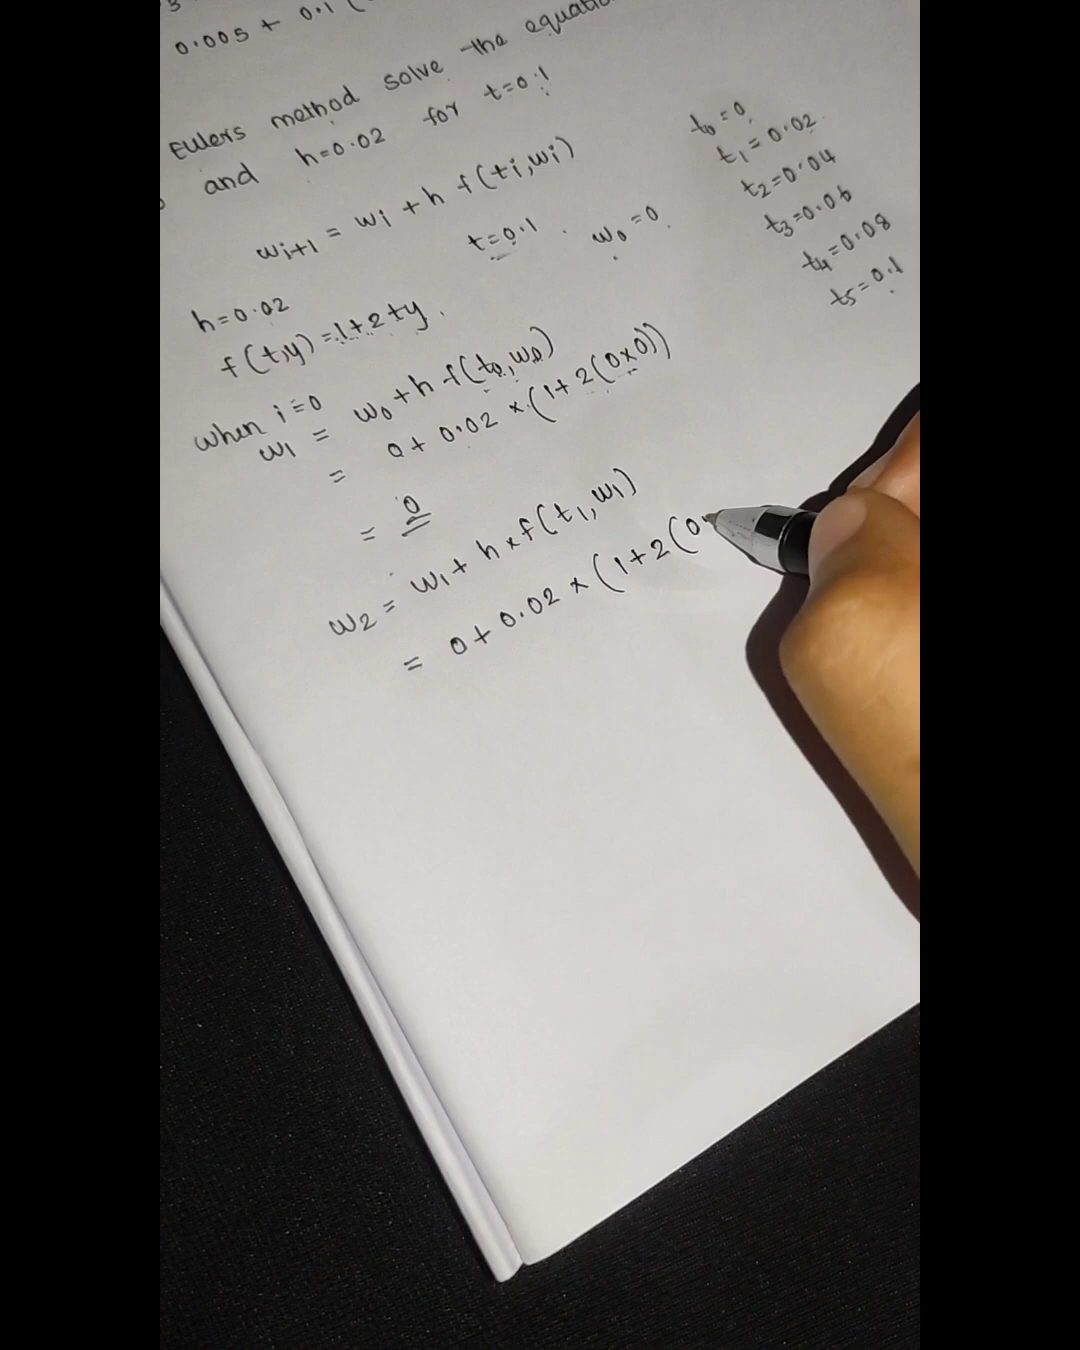 0.005 + 0.1 (
Eulers method solve the equation
and h=0.02 for t=0.1
wi+1 = wi + h f(ti,wi)
t=0.1 . w0=0
t0=0
t1=0.02
t2=0.04
t3=0.06
t4=0.08
t5=0.1
h=0.02
f(t,y)=1+2ty.
when i=0
w1 = w0+h f(t0,w0)
= 0+ 0.02 × (1+2(0×0))
= 0
w2 = w1 + h × f(t1,w1)
= 0+ 0.02 × (1+2(0.